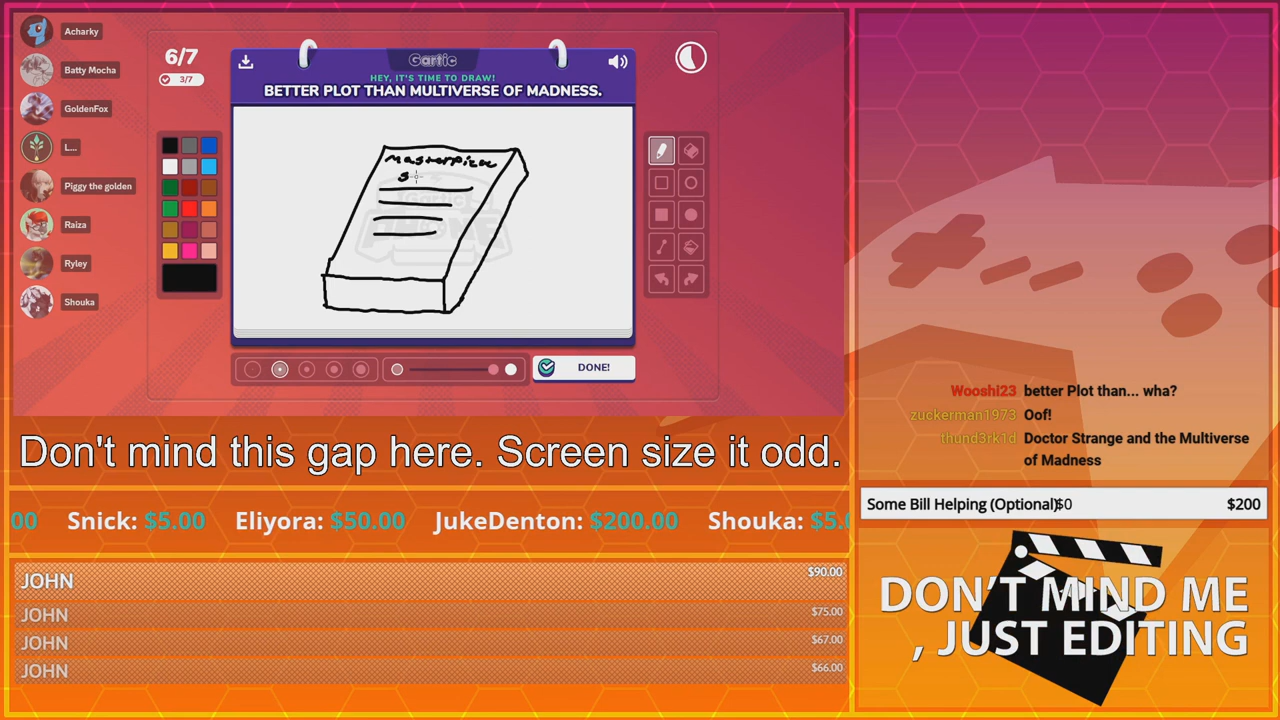 Acharky
Batty Mocha
GoldenFox
L...
Piggy the golden
Raiza
Ryley
Shouka
6/7
3/7
Gartic
HEY, IT'S TIME TO DRAW!
BETTER PLOT THAN MULTIVERSE OF MADNESS.
Masterpiece
s
Gartic
PHONE
DONE!
Don't mind this gap here. Screen size it odd.
00 Snick: $5.00 Eliyora: $50.00 JukeDenton: $200.00 Shouka: $5.0
JOHN $90.00
JOHN $75.00
JOHN $67.00
JOHN $66.00
Wooshi23 better Plot than... wha?
zuckerman1973 Oof!
thund3rk1d Doctor Strange and the Multiverse
of Madness
Some Bill Helping (Optional) $0 $200
DON'T MIND ME
, JUST EDITING